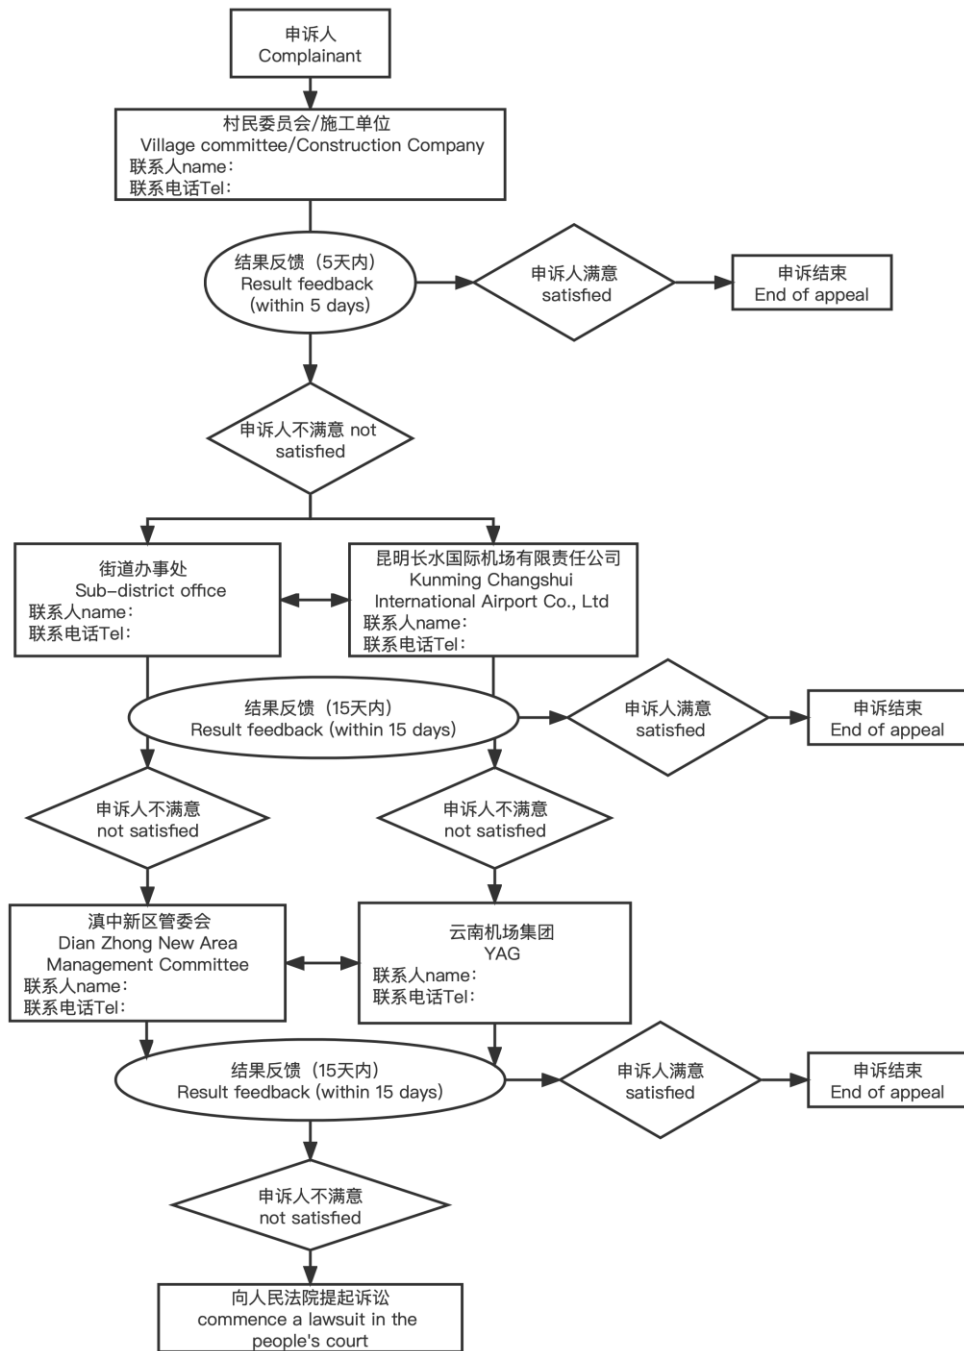 申诉人
Complainant
村民委员会/施工单位
Village committee/Construction Company
联系人name：
联系电话Tel：
结果反馈（5天内）
Result feedback
(within 5 days)
申诉人满意
satisfied
申诉结束
End of appeal
申诉人不满意 not
satisfied
街道办事处
Sub-district office
联系人name：
联系电话Tel：
昆明长水国际机场有限责任公司
Kunming Changshui
International Airport Co., Ltd
联系人name：
联系电话Tel：
结果反馈（15天内）
Result feedback (within 15 days)
申诉人满意
satisfied
申诉结束
End of appeal
申诉人不满意
not satisfied
申诉人不满意
not satisfied
滇中新区管委会
Dian Zhong New Area
Management Committee
联系人name：
联系电话Tel：
云南机场集团
YAG
联系人name：
联系电话Tel：
结果反馈（15天内）
Result feedback (within 15 days)
申诉人满意
satisfied
申诉结束
End of appeal
申诉人不满意
not satisfied
向人民法院提起诉讼
commence a lawsuit in the
people's court